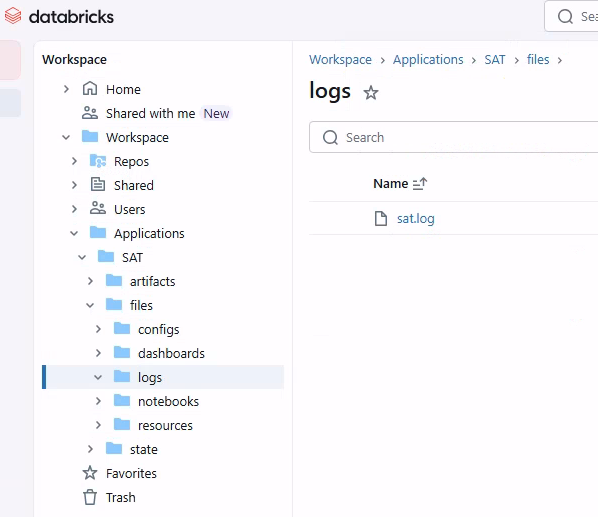 databricks
Sea
Workspace
Home
Shared with me New
Workspace
Repos
Shared
Users
Applications
SAT
artifacts
files
configs
dashboards
logs
notebooks
resources
state
Favorites
Trash
Workspace > Applications > SAT > files >
logs
Search
Name
sat.log